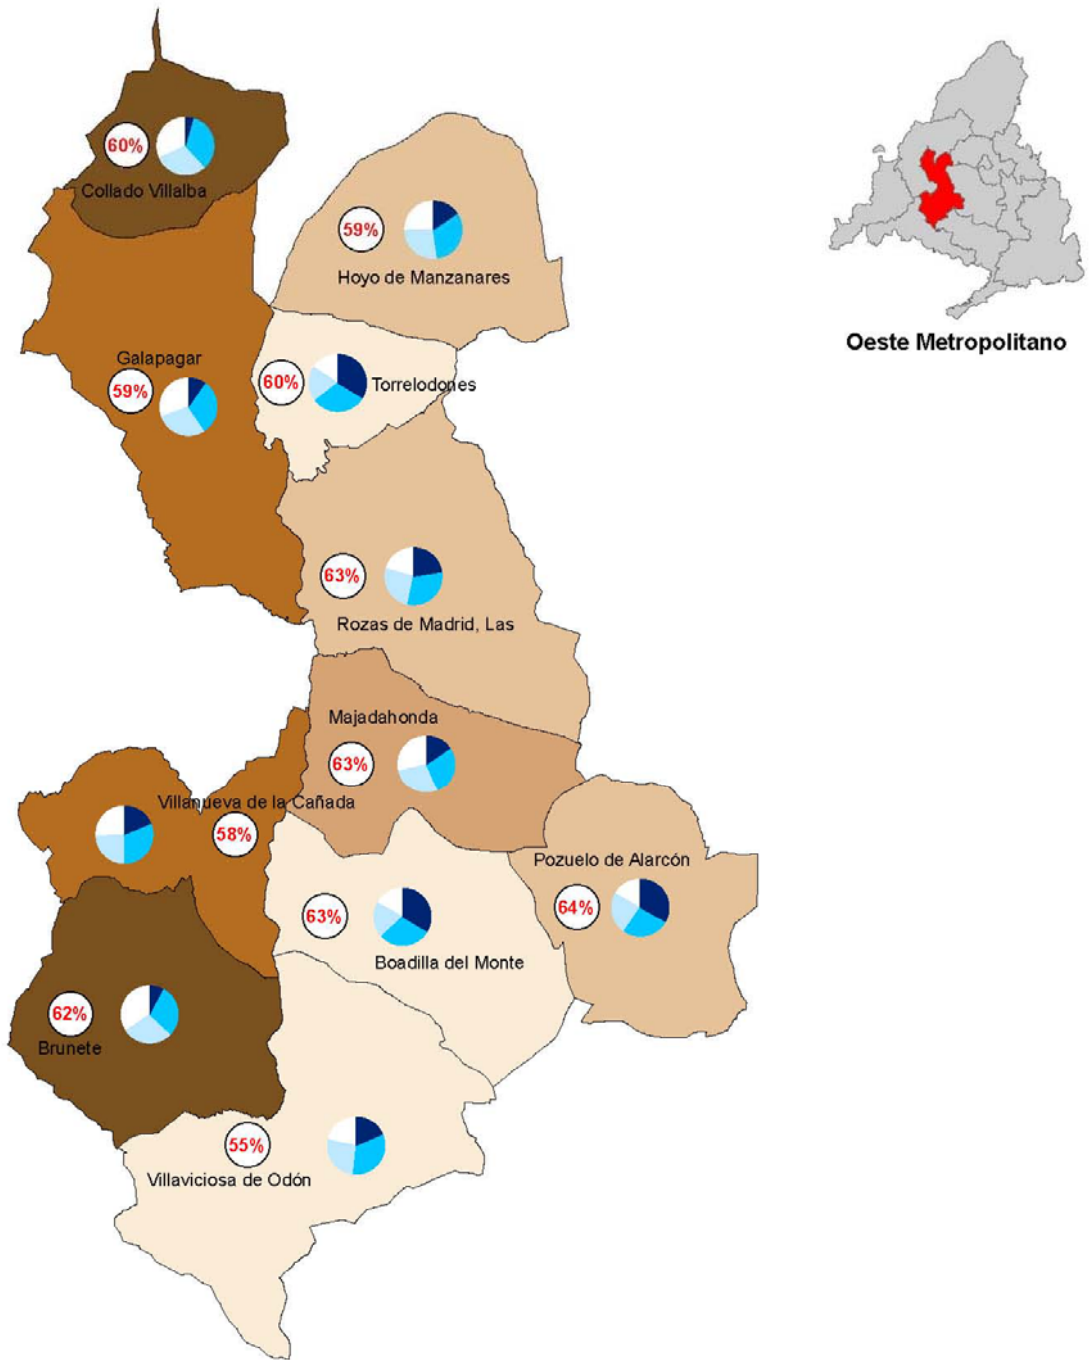 60%
Collado Villalba
59%
Hoyo de Manzanares
Oeste Metropolitano
Galapagar
59%
60%
Torrelodones
63%
Rozas de Madrid, Las
Majadahonda
63%
Villanueva de la Cañada
58%
Pozuelo de Alarcón
64%
63%
Boadilla del Monte
62%
Brunete
55%
Villaviciosa de Odón